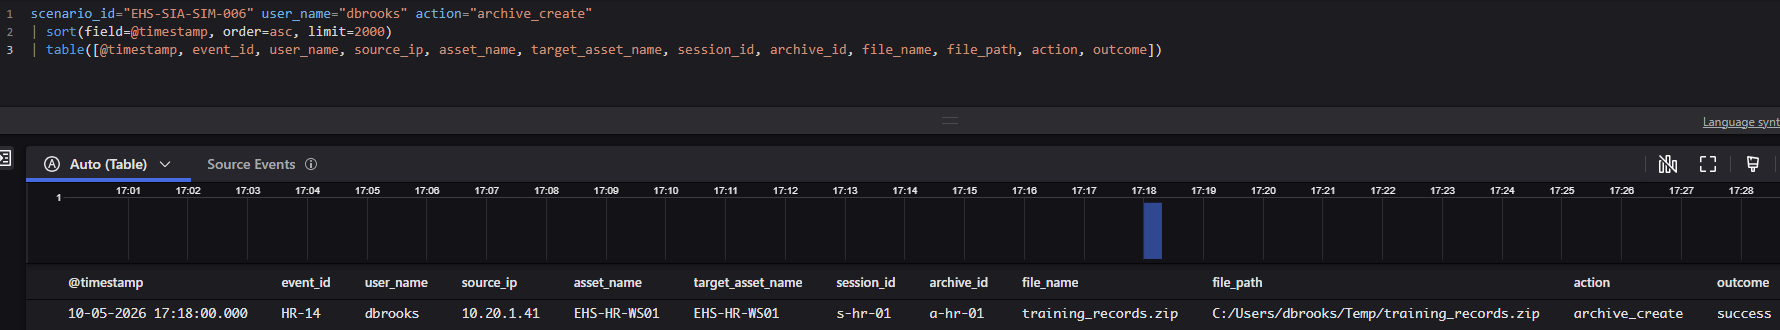 1 scenario_id="EHS-SIA-SIM-006" user_name="dbrooks" action="archive_create"
2 | sort(field=@timestamp, order=asc, limit=2000)
3 | table([@timestamp, event_id, user_name, source_ip, asset_name, target_asset_name, session_id, archive_id, file_name, file_path, action, outcome])
Language synt
Auto (Table) Source Events
17:01 17:02 17:03 17:04 17:05 17:06 17:07 17:08 17:09 17:10 17:11 17:12 17:13 17:14 17:15 17:16 17:17 17:18 17:19 17:20 17:21 17:22 17:23 17:24 17:25 17:26 17:27 17:28
1
@timestamp event_id user_name source_ip asset_name target_asset_name session_id archive_id file_name file_path action outcome
10-05-2026 17:18:00.000 HR-14 dbrooks 10.20.1.41 EHS-HR-WS01 EHS-HR-WS01 s-hr-01 a-hr-01 training_records.zip C:/Users/dbrooks/Temp/training_records.zip archive_create success